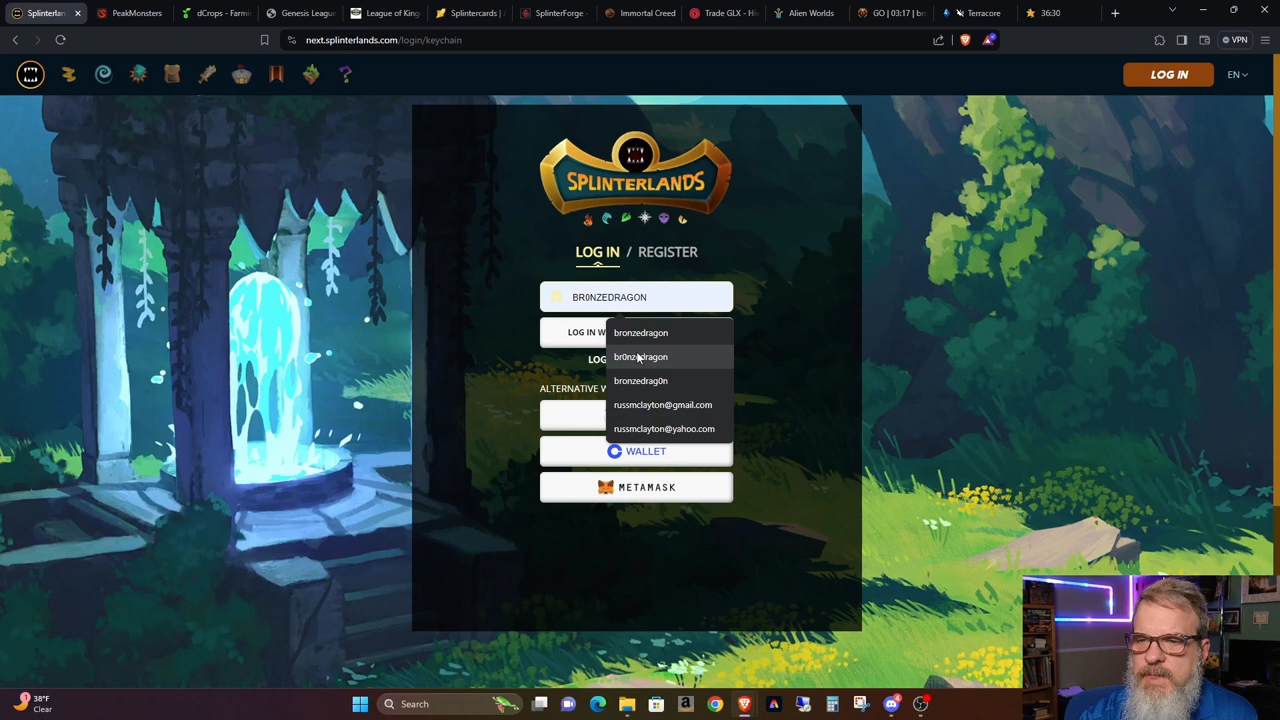 Splinterlan
PeakMonsters
dCrops - Farmi
Genesis Leagu
League of King
Splintercards | /
SplinterForge -
Immortal Creed
Trade GLX - Hi
Alien Worlds
GO | 03:17 | br
Terracore
36:30
next.splinterlands.com/login/keychain
VPN
LOG IN
EN
SPLINTERLANDS
LOG IN / REGISTER
BR0NZEDRAGON
LOG IN W
bronzedragon
LOG
br0nzedragon
bronzedrag0n
ALTERNATIVE W
russmclayton@gmail.com
russmclayton@yahoo.com
WALLET
METAMASK
38°F
Clear
Search